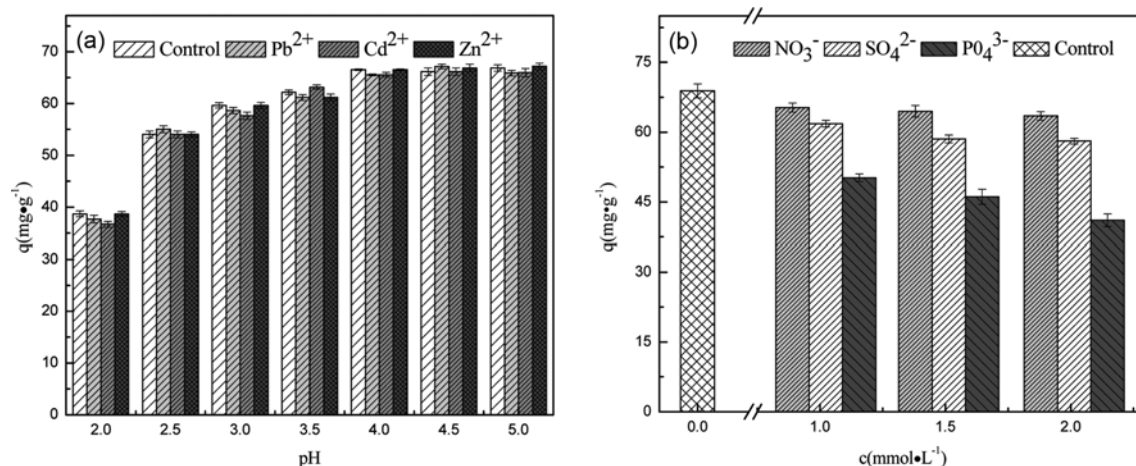 (a) Control Pb²⁺ Cd²⁺ Zn²⁺
70
60
50
40
30
20
10
0
q(mg•g⁻¹)
2.0 2.5 3.0 3.5 4.0 4.5 5.0
pH
(b) NO₃⁻ SO₄²⁻ P0₄³⁻ Control
75
60
45
30
15
0
q(mg•g⁻¹)
0.0 1.0 1.5 2.0
c(mmol•L⁻¹)